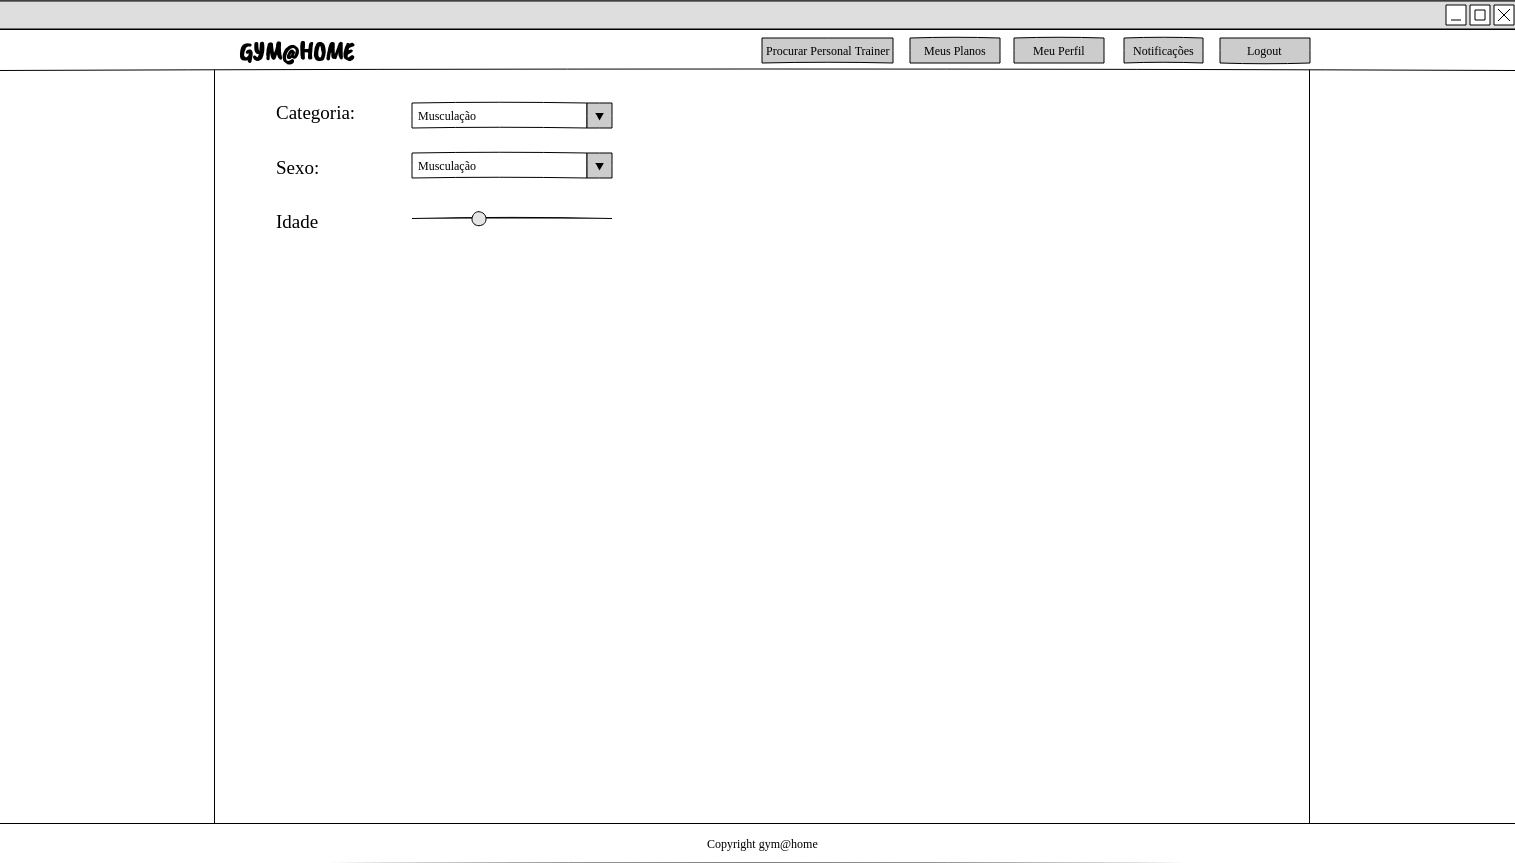 GYM@HOME
Procurar Personal Trainer
Meus Planos
Meu Perfil
Notificações
Logout
Categoria:
Musculação
Sexo:
Musculação
Idade
Copyright gym@home